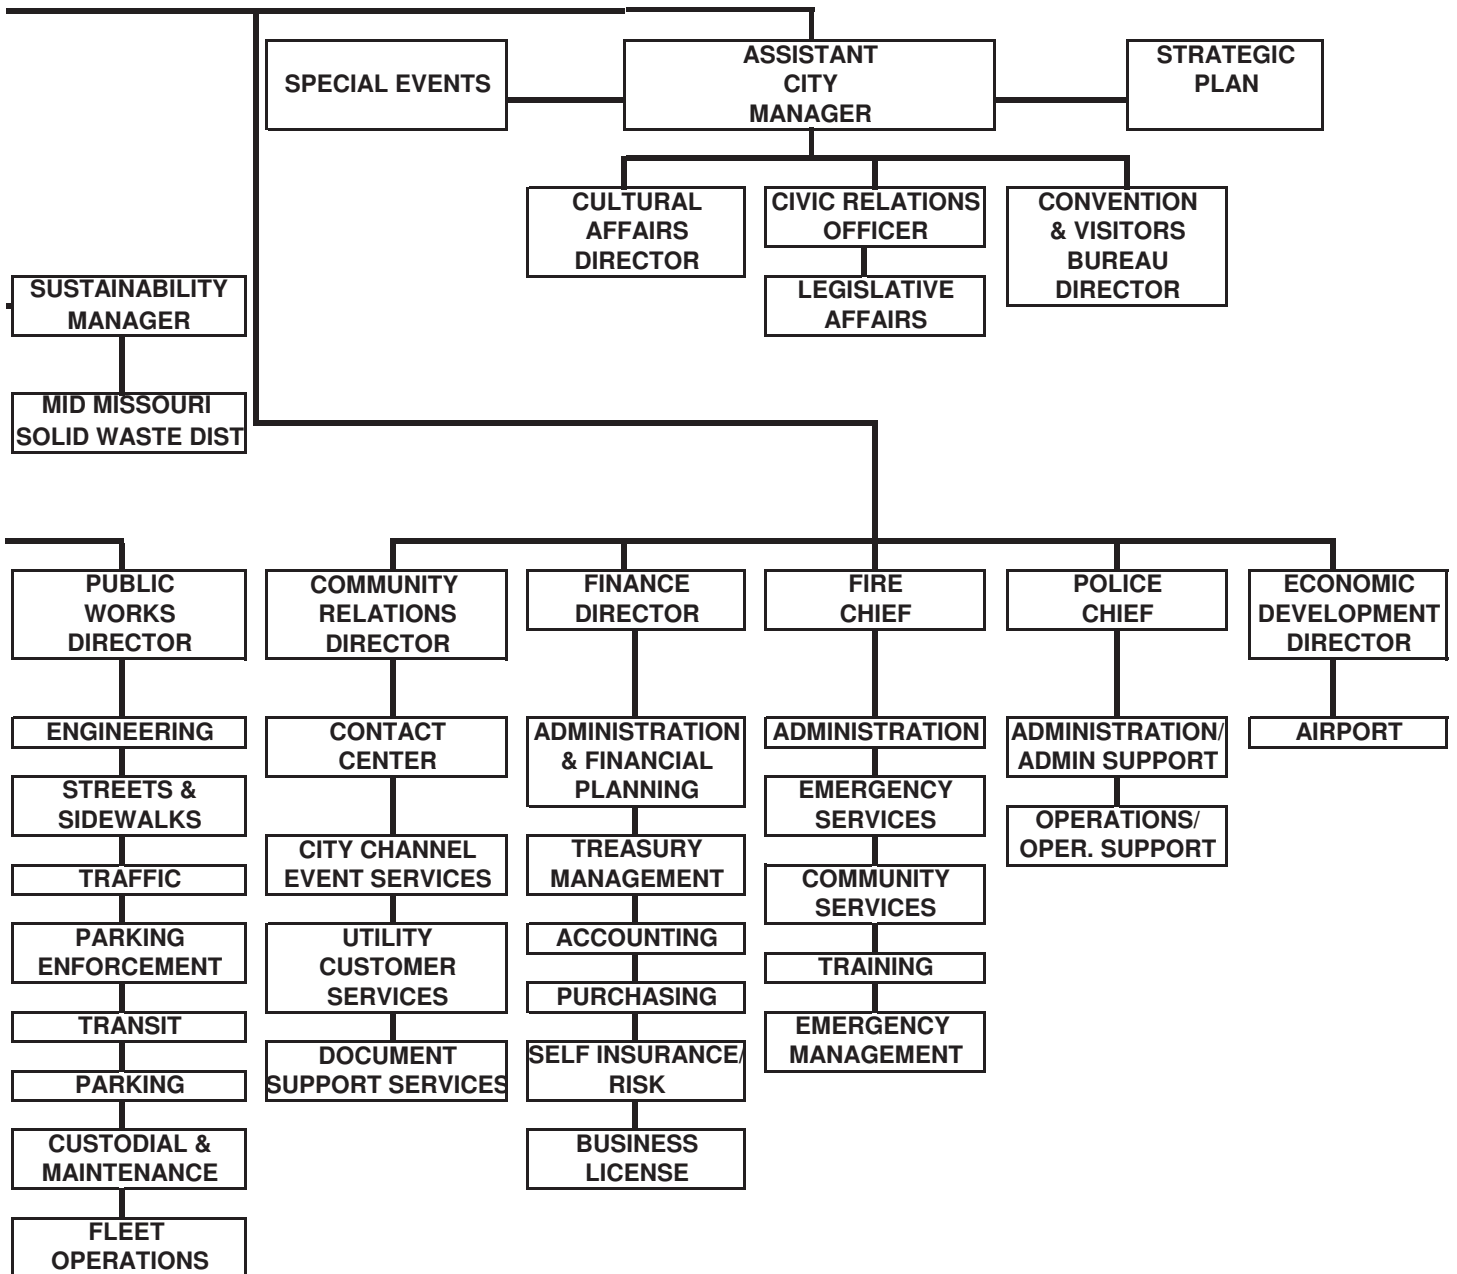 SPECIAL EVENTS
ASSISTANT
CITY
MANAGER
STRATEGIC
PLAN
CULTURAL
AFFAIRS
DIRECTOR
CIVIC RELATIONS
OFFICER
LEGISLATIVE
AFFAIRS
CONVENTION
& VISITORS
BUREAU
DIRECTOR
SUSTAINABILITY
MANAGER
MID MISSOURI
SOLID WASTE DIST
PUBLIC
WORKS
DIRECTOR
ENGINEERING
STREETS &
SIDEWALKS
TRAFFIC
PARKING
ENFORCEMENT
TRANSIT
PARKING
CUSTODIAL &
MAINTENANCE
FLEET
OPERATIONS
COMMUNITY
RELATIONS
DIRECTOR
CONTACT
CENTER
CITY CHANNEL
EVENT SERVICES
UTILITY
CUSTOMER
SERVICES
DOCUMENT
SUPPORT SERVICES
FINANCE
DIRECTOR
ADMINISTRATION
& FINANCIAL
PLANNING
TREASURY
MANAGEMENT
ACCOUNTING
PURCHASING
SELF INSURANCE/
RISK
BUSINESS
LICENSE
FIRE
CHIEF
ADMINISTRATION
EMERGENCY
SERVICES
COMMUNITY
SERVICES
TRAINING
EMERGENCY
MANAGEMENT
POLICE
CHIEF
ADMINISTRATION/
ADMIN SUPPORT
OPERATIONS/
OPER. SUPPORT
ECONOMIC
DEVELOPMENT
DIRECTOR
AIRPORT